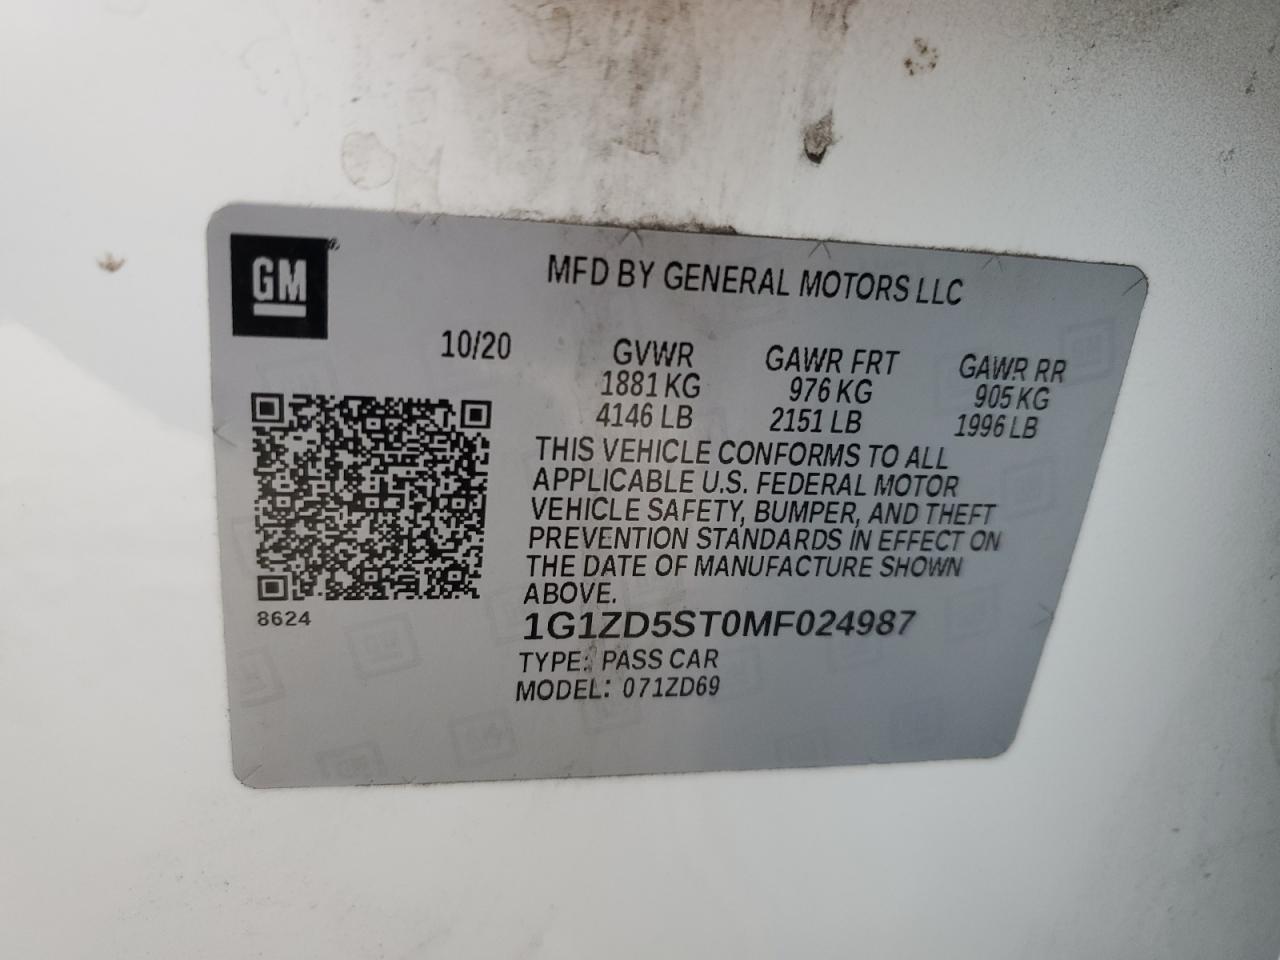 GM
MFD BY GENERAL MOTORS LLC
10/20
GVWR GAWR FRT GAWR RR
1881 KG 976 KG 905 KG
4146 LB 2151 LB 1996 LB
THIS VEHICLE CONFORMS TO ALL
APPLICABLE U.S. FEDERAL MOTOR
VEHICLE SAFETY, BUMPER, AND THEFT
PREVENTION STANDARDS IN EFFECT ON
THE DATE OF MANUFACTURE SHOWN
ABOVE.
8624
1G1ZD5ST0MF024987
TYPE: PASS CAR
MODEL: 071ZD69